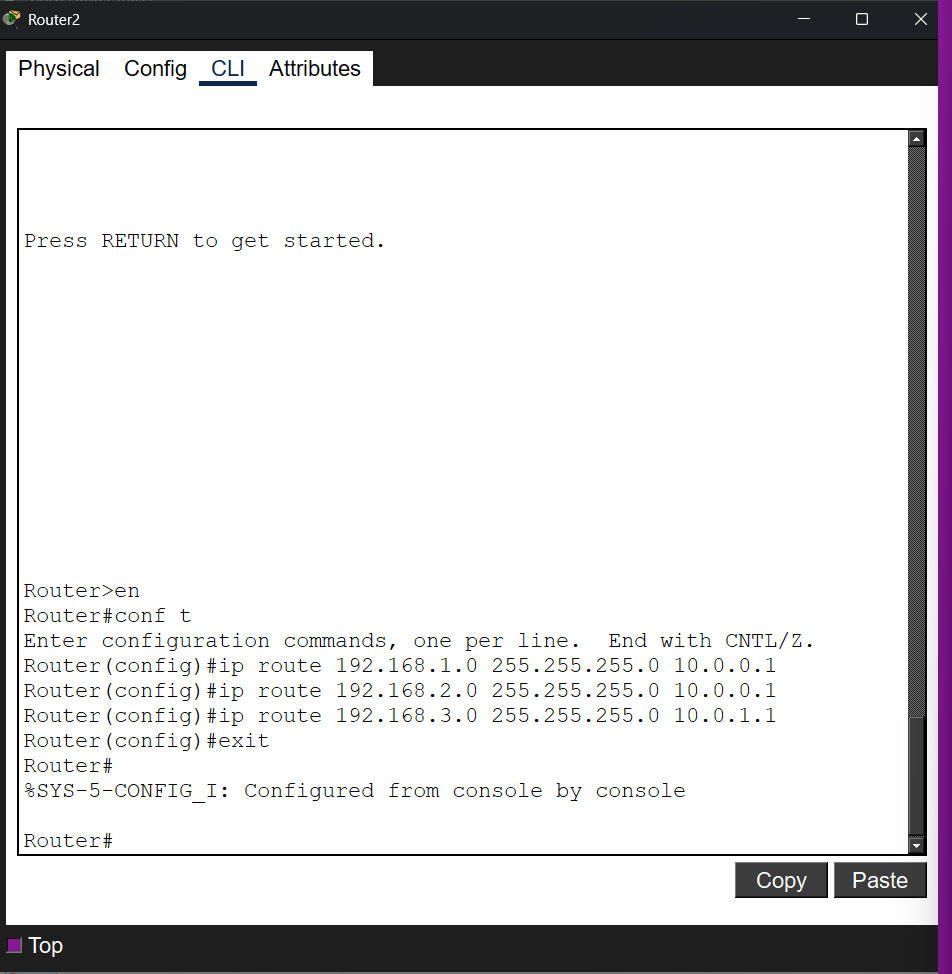 Router2
Physical Config CLI Attributes
Press RETURN to get started.
Router>en
Router#conf t
Enter configuration commands, one per line.  End with CNTL/Z.
Router(config)#ip route 192.168.1.0 255.255.255.0 10.0.0.1
Router(config)#ip route 192.168.2.0 255.255.255.0 10.0.0.1
Router(config)#ip route 192.168.3.0 255.255.255.0 10.0.1.1
Router(config)#exit
Router#
%SYS-5-CONFIG_I: Configured from console by console
Router#
Copy Paste
Top